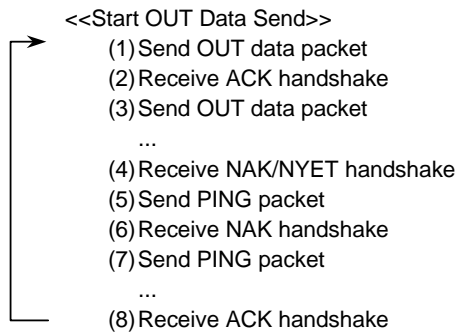 <<Start OUT Data Send>>
(1) Send OUT data packet
(2) Receive ACK handshake
(3) Send OUT data packet
...
(4) Receive NAK/NYET handshake
(5) Send PING packet
(6) Receive NAK handshake
(7) Send PING packet
...
(8) Receive ACK handshake